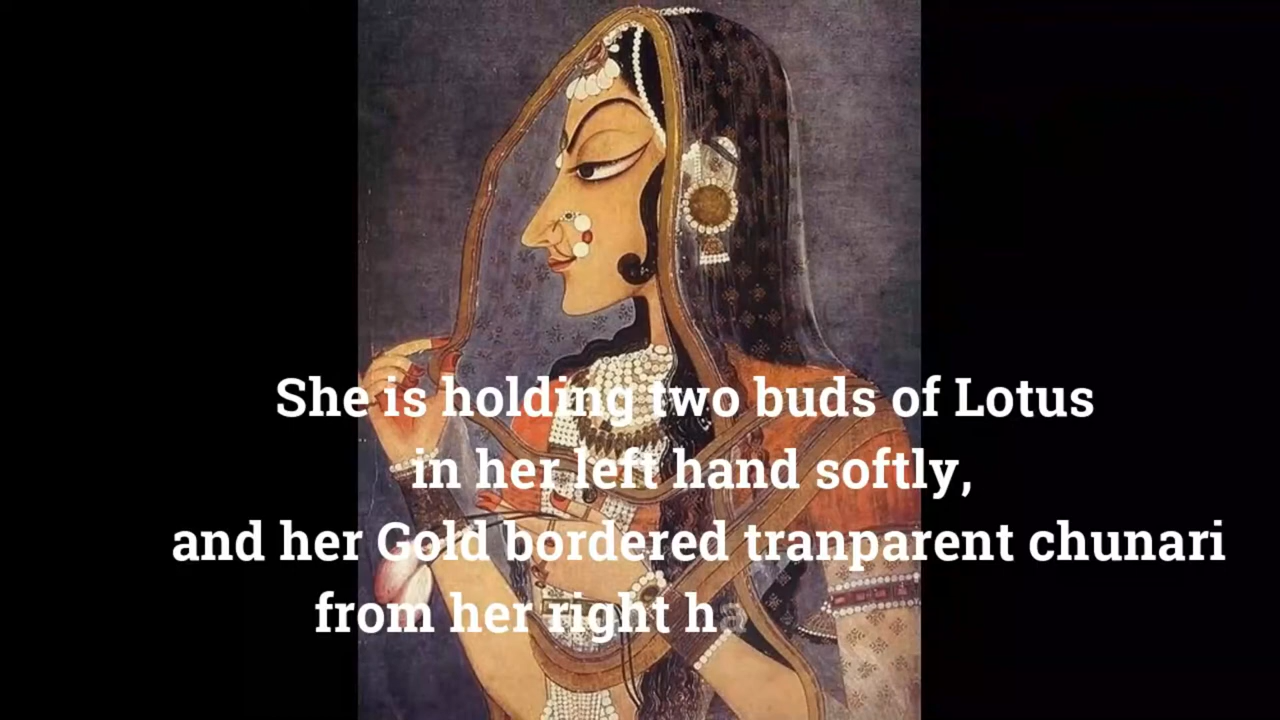 She is holding two buds of Lotus
in her left hand softly,
and her Gold bordered tranparent chunari
from her right ha